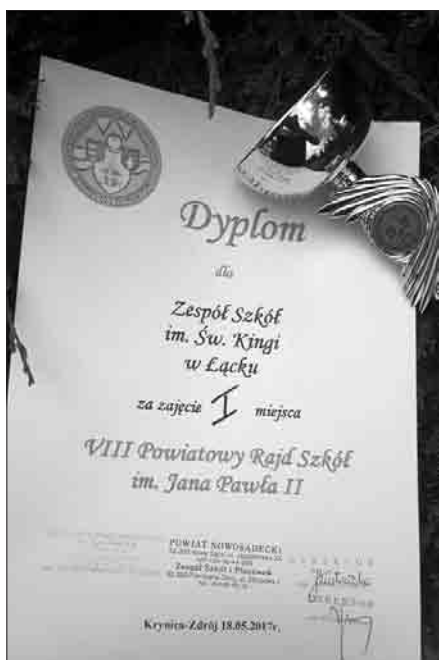 Dyplom
dla
Zespół Szkół
im. Św. Kingi
w Łącku
za zajęcie I miejsca
VIII Powiatowy Rajd Szkół
im. Jana Pawła II
POWIAT NOWOSĄDECKI
Zespół Szkół i Placówek
DYREKTOR
Krynica-Zdrój 18.05.2017r.